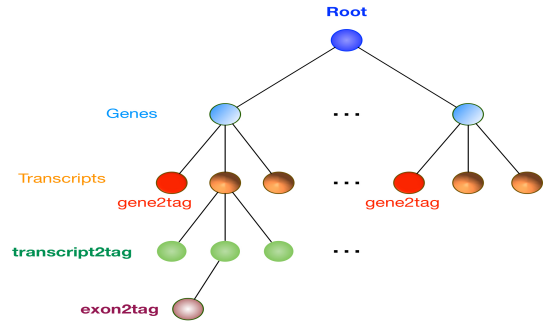 Root
Genes
...
Transcripts
...
gene2tag
gene2tag
transcript2tag
...
exon2tag